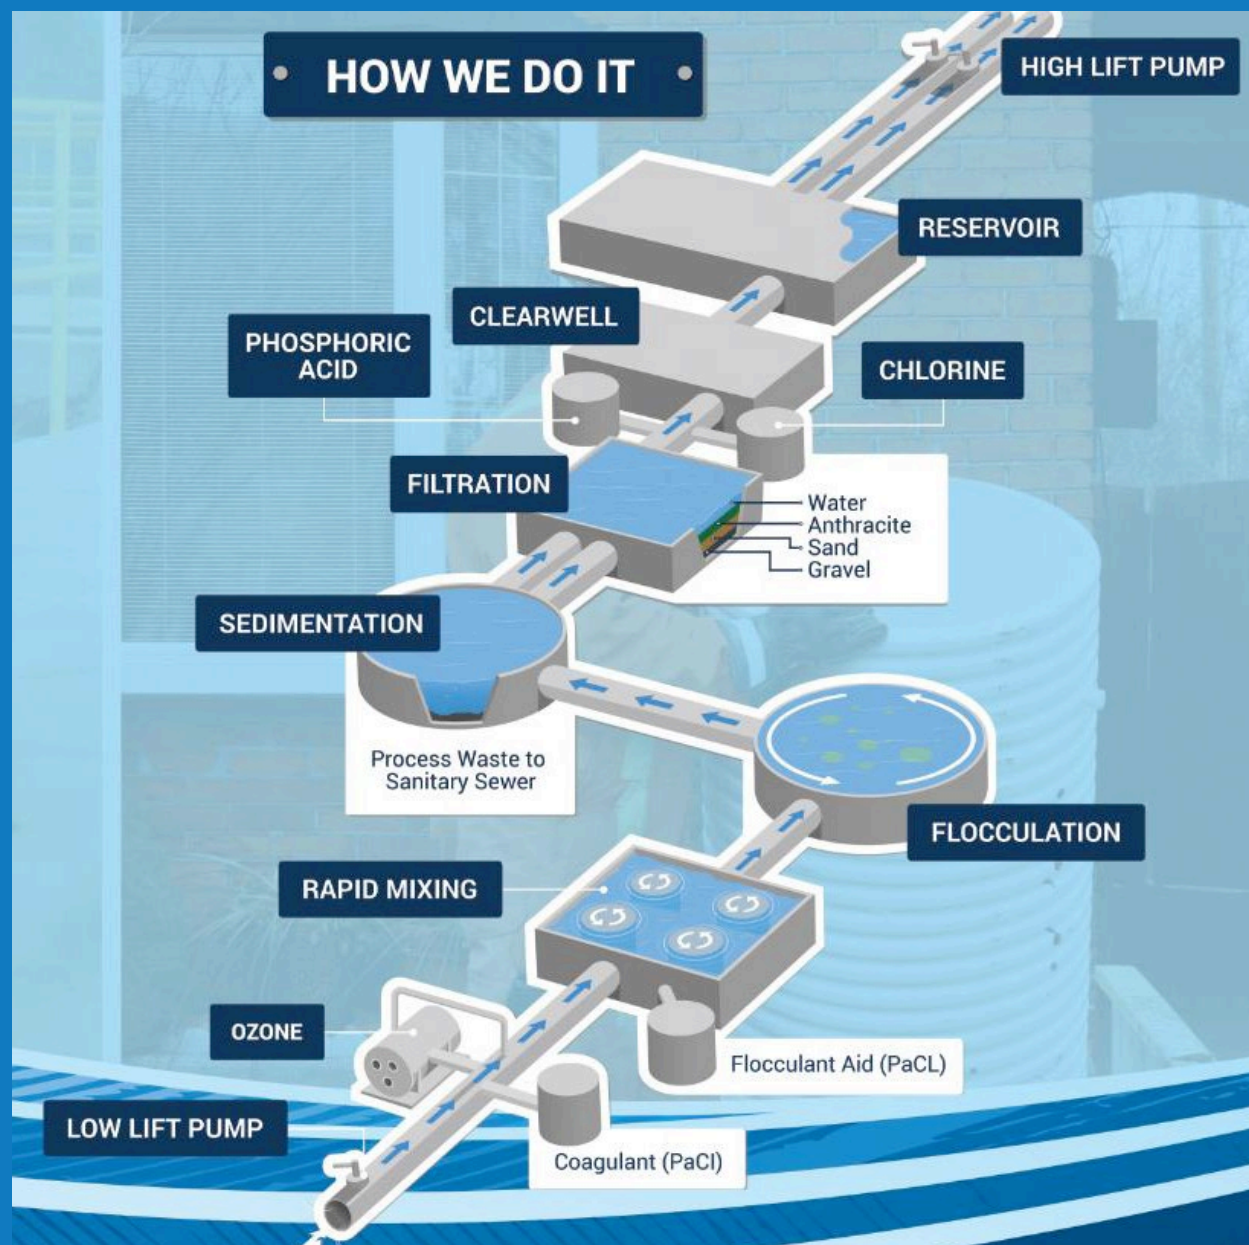 HOW WE DO IT
HIGH LIFT PUMP
RESERVOIR
CLEARWELL
PHOSPHORIC
ACID
CHLORINE
FILTRATION
Water
Anthracite
Sand
Gravel
SEDIMENTATION
Process Waste to
Sanitary Sewer
FLOCCULATION
RAPID MIXING
OZONE
Flocculant Aid (PaCL)
LOW LIFT PUMP
Coagulant (PaCl)